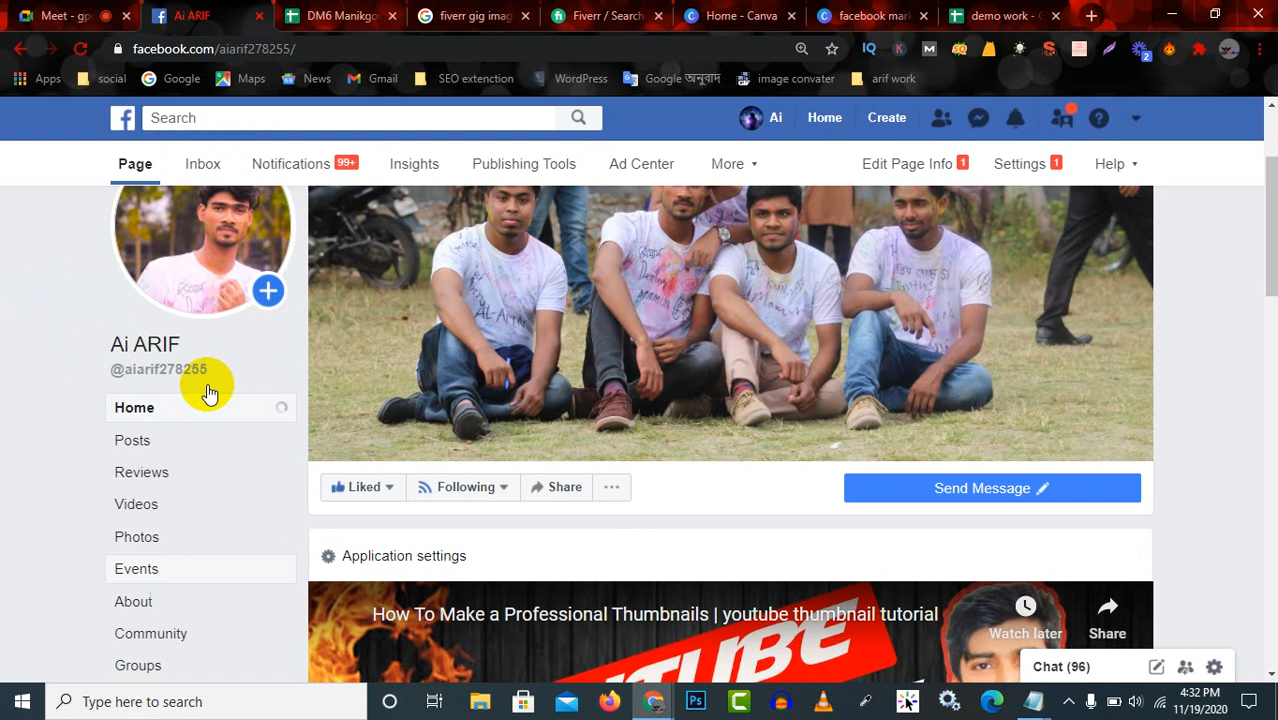 Meet - gp
Ai ARIF
DM6 Manikgo
fiverr gig imag
Fiverr / Search
Home - Canva
facebook mar
demo work - G
facebook.com/aiarif278255/
2
Apps
social
Google
Maps
News
Gmail
SEO extenction
WordPress
Google অনুবাদ
image convater
arif work
Search
Ai
Home
Create
Page
Inbox
Notifications 99+
Insights
Publishing Tools
Ad Center
More
Edit Page Info 1
Settings 1
Help
Ai ARIF
@aiarif278255
Home
Posts
Reviews
Videos
Photos
Events
About
Community
Groups
Liked
Following
Share
Send Message
Application settings
How To Make a Professional Thumbnails | youtube thumbnail tutorial
Watch later
Share
Chat (96)
Type here to search
4:32 PM
11/19/2020